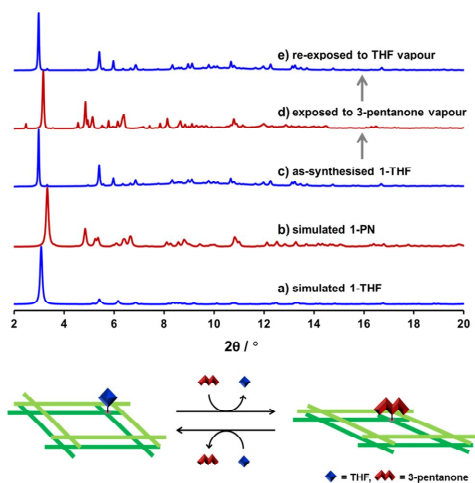 e) re-exposed to THF vapour
d) exposed to 3-pentanone vapour
c) as-synthesised 1-THF
b) simulated 1-PN
a) simulated 1-THF
2 4 6 8 10 12 14 16 18 20
2θ / °
= THF, = 3-pentanone